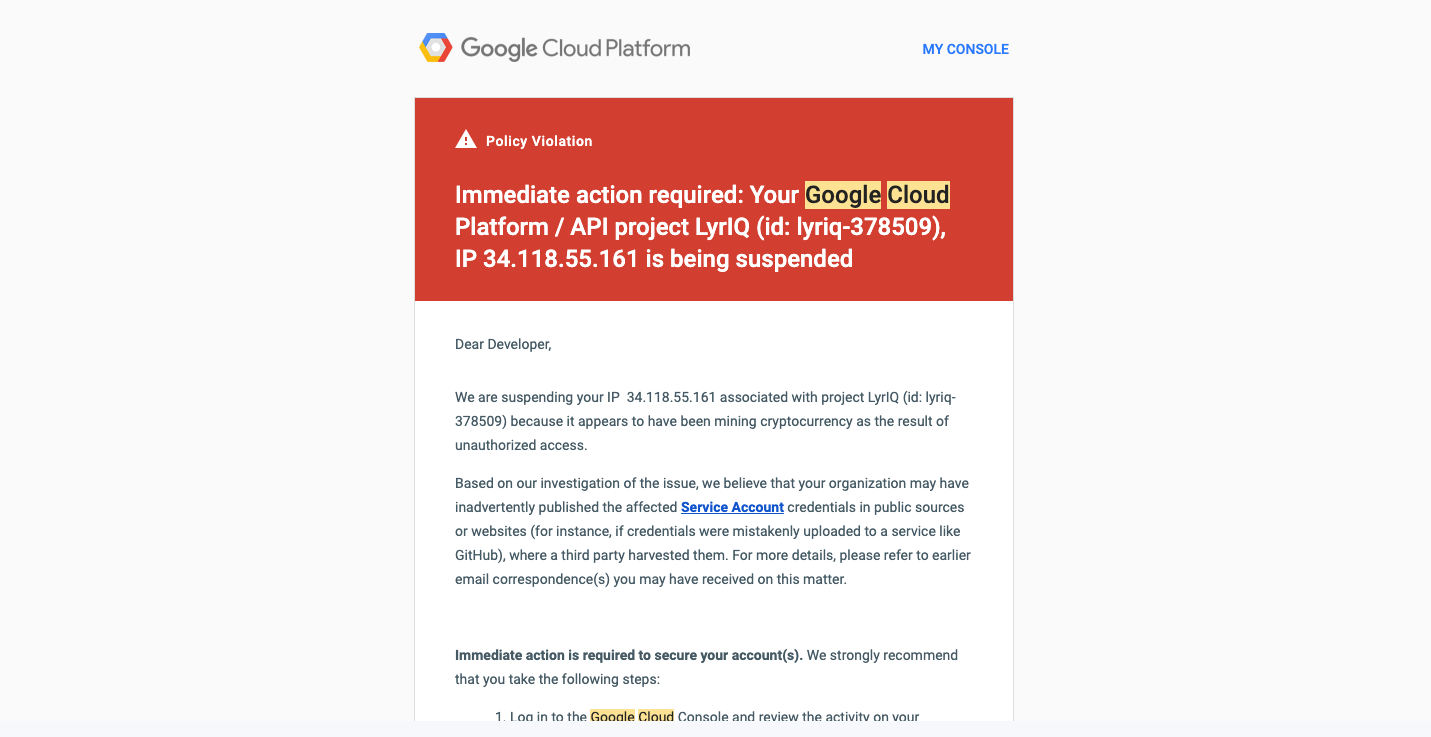 Google Cloud Platform
MY CONSOLE
Policy Violation
Immediate action required: Your Google Cloud
Platform / API project LyrIQ (id: lyriq-378509),
IP 34.118.55.161 is being suspended
Dear Developer,
We are suspending your IP  34.118.55.161 associated with project LyrIQ (id: lyriq-
378509) because it appears to have been mining cryptocurrency as the result of
unauthorized access.
Based on our investigation of the issue, we believe that your organization may have
inadvertently published the affected Service Account credentials in public sources
or websites (for instance, if credentials were mistakenly uploaded to a service like
GitHub), where a third party harvested them. For more details, please refer to earlier
email correspondence(s) you may have received on this matter.
Immediate action is required to secure your account(s). We strongly recommend
that you take the following steps:
1. Log in to the Google Cloud Console and review the activity on your